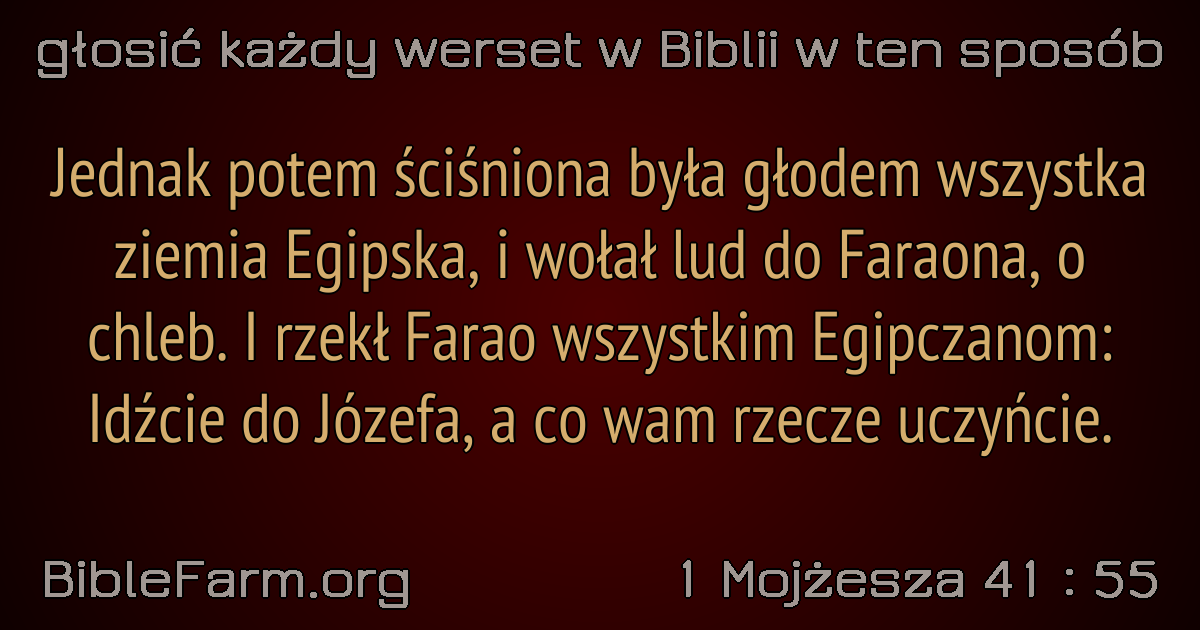 głosić każdy werset w Biblii w ten sposób
Jednak potem ściśniona była głodem wszystka
ziemia Egipska, i wołał lud do Faraona, o
chleb. I rzekł Farao wszystkim Egipczanom:
Idźcie do Józefa, a co wam rzecze uczyńcie.
BibleFarm.org
1 Mojżesza 41 : 55